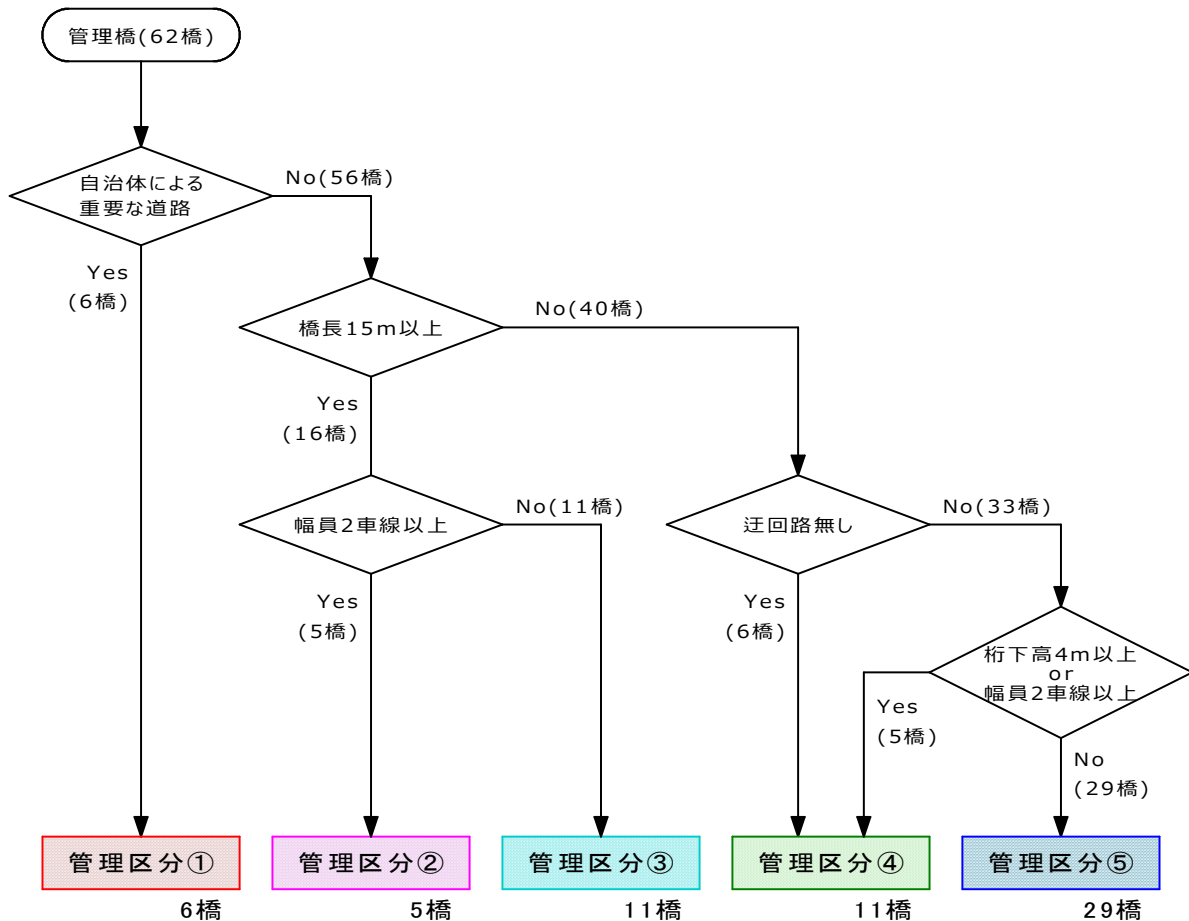 管理橋(62橋)
自治体による
重要な道路
No(56橋)
Yes
(6橋)
橋長15m以上
No(40橋)
Yes
(16橋)
幅員2車線以上
No(11橋)
迂回路無し
No(33橋)
Yes
(5橋)
Yes
(6橋)
桁下高4m以上
or
幅員2車線以上
Yes
(5橋)
No
(29橋)
管理区分①
管理区分②
管理区分③
管理区分④
管理区分⑤
6橋
5橋
11橋
11橋
29橋